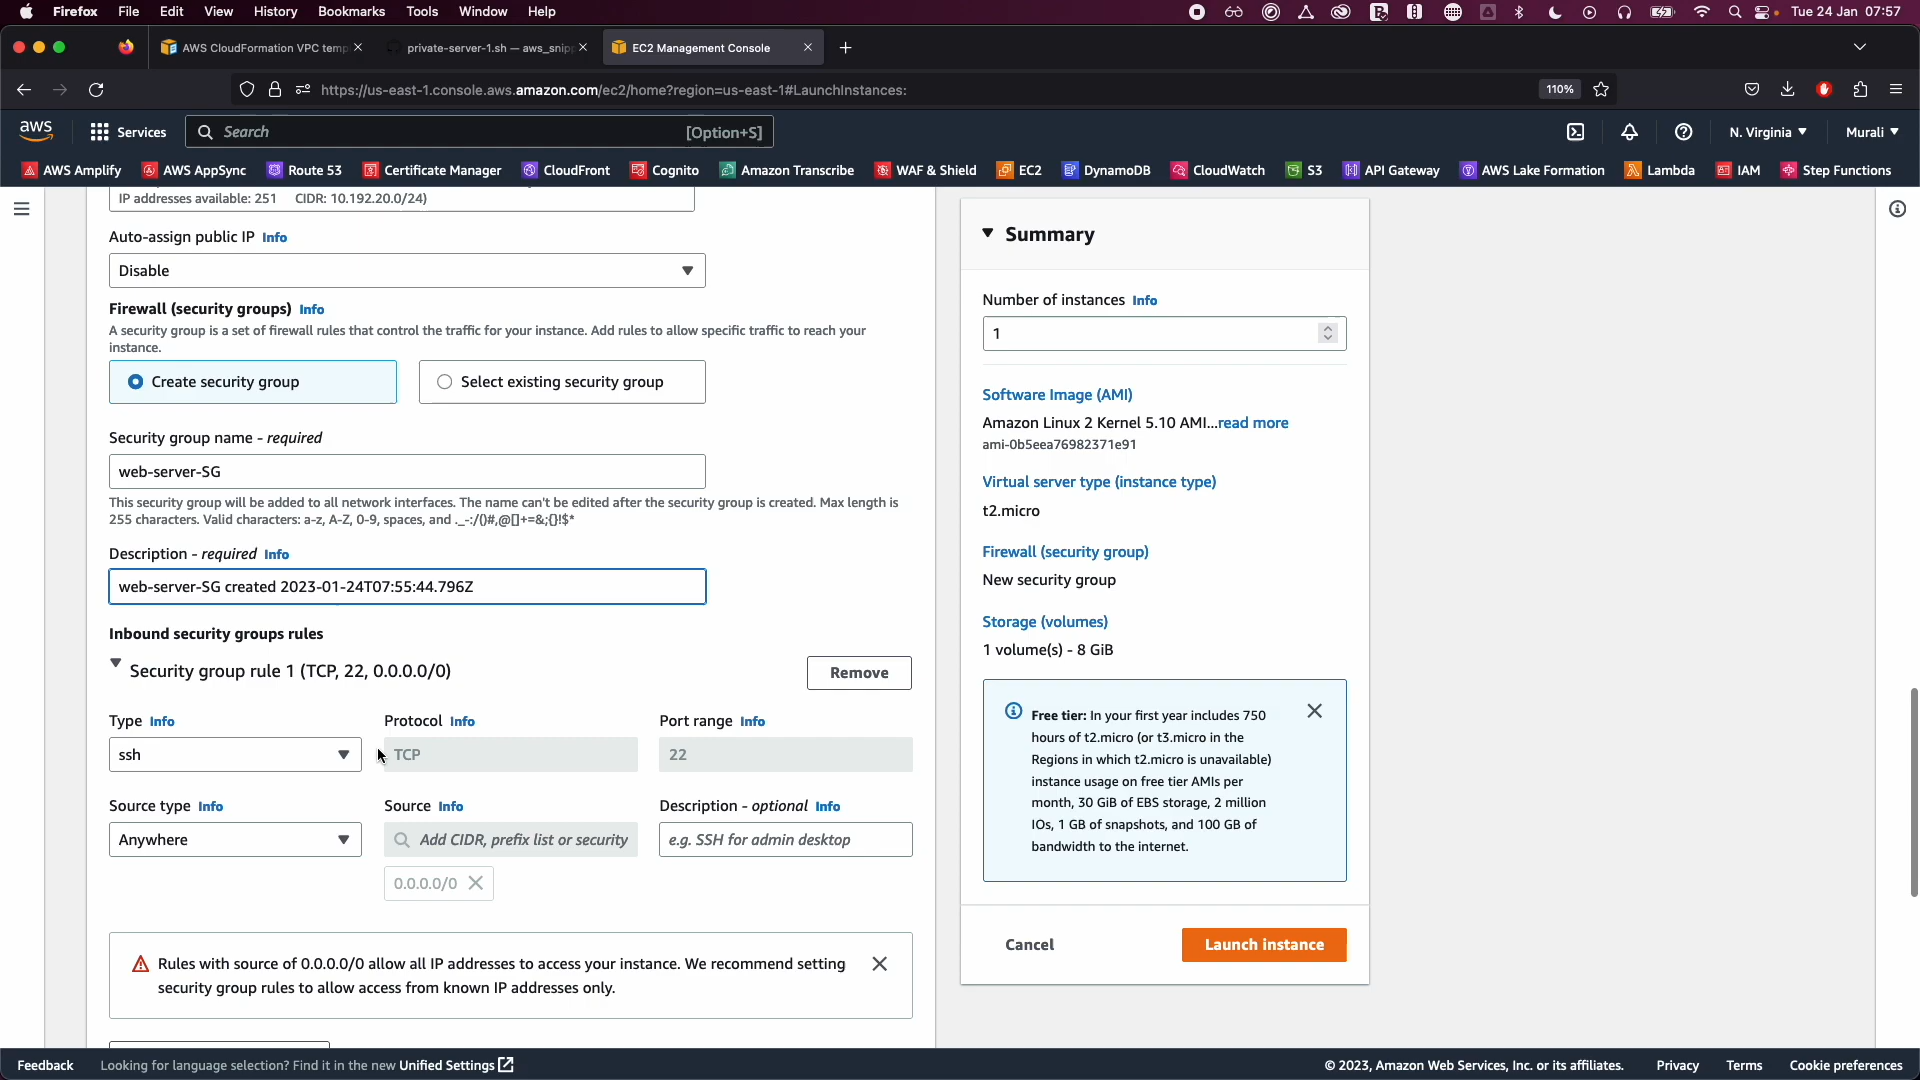 Firefox File Edit View History Bookmarks Tools Window Help
Tue 24 Jan 07:57
AWS CloudFormation VPC temp
private-server-1.sh — aws_snip
EC2 Management Console
https://us-east-1.console.aws.amazon.com/ec2/home?region=us-east-1#LaunchInstances:
110%
aws Services Search [Option+S] N. Virginia Murali
AWS Amplify AWS AppSync Route 53 Certificate Manager CloudFront Cognito Amazon Transcribe WAF & Shield EC2 DynamoDB CloudWatch S3 API Gateway AWS Lake Formation Lambda IAM Step Functions
IP addresses available: 251 CIDR: 10.192.20.0/24)
Auto-assign public IP Info
Disable
Firewall (security groups) Info
A security group is a set of firewall rules that control the traffic for your instance. Add rules to allow specific traffic to reach your
instance.
Create security group
Select existing security group
Security group name - required
web-server-SG
This security group will be added to all network interfaces. The name can't be edited after the security group is created. Max length is
255 characters. Valid characters: a-z, A-Z, 0-9, spaces, and ._-:/()#,@[]+=&;{}!$*
Description - required Info
web-server-SG created 2023-01-24T07:55:44.796Z
Inbound security groups rules
Security group rule 1 (TCP, 22, 0.0.0.0/0)
Remove
Type Info
Protocol Info
Port range Info
ssh
TCP
22
Source type Info
Source Info
Description - optional Info
Anywhere
Add CIDR, prefix list or security
e.g. SSH for admin desktop
0.0.0.0/0
Rules with source of 0.0.0.0/0 allow all IP addresses to access your instance. We recommend setting
security group rules to allow access from known IP addresses only.
Summary
Number of instances Info
1
Software Image (AMI)
Amazon Linux 2 Kernel 5.10 AMI...read more
ami-0b5eea76982371e91
Virtual server type (instance type)
t2.micro
Firewall (security group)
New security group
Storage (volumes)
1 volume(s) - 8 GiB
Free tier: In your first year includes 750
hours of t2.micro (or t3.micro in the
Regions in which t2.micro is unavailable)
instance usage on free tier AMIs per
month, 30 GiB of EBS storage, 2 million
IOs, 1 GB of snapshots, and 100 GB of
bandwidth to the internet.
Cancel
Launch instance
Feedback
Looking for language selection? Find it in the new Unified Settings
© 2023, Amazon Web Services, Inc. or its affiliates.
Privacy
Terms
Cookie preferences